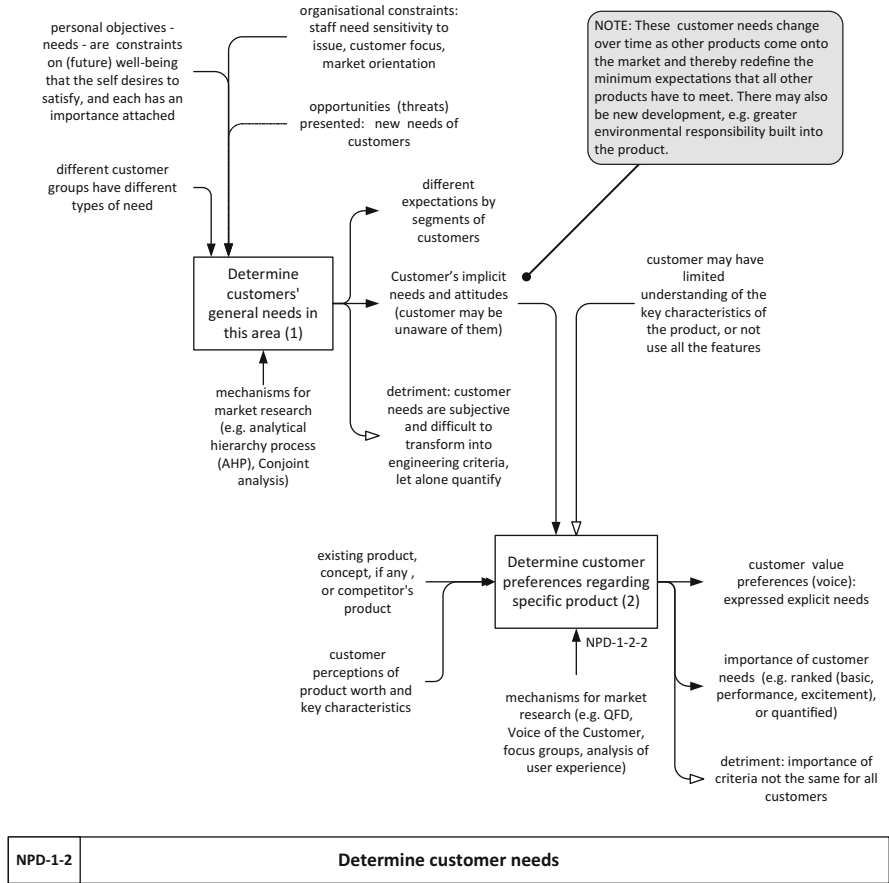 personal objectives -
needs - are constraints
on (future) well-being
that the self desires to
satisfy, and each has an
importance attached
organisational constraints:
staff need sensitivity to
issue, customer focus,
market orientation
opportunities (threats)
presented: new needs of
customers
different customer
groups have different
types of need
NOTE: These customer needs change
over time as other products come onto
the market and thereby redefine the
minimum expectations that all other
products have to meet. There may also
be new development, e.g. greater
environmental responsibility built into
the product.
different
expectations by
segments of
customers
Determine
customers'
general needs in
this area (1)
Customer’s implicit
needs and attitudes
(customer may be
unaware of them)
customer may have
limited
understanding of the
key characteristics of
the product, or not
use all the features
mechanisms for
market research
(e.g. analytical
hierarchy process
(AHP), Conjoint
analysis)
detriment: customer
needs are subjective
and difficult to
transform into
engineering criteria,
let alone quantify
existing product,
concept, if any ,
or competitor's
product
Determine customer
preferences regarding
specific product (2)
customer value
preferences (voice):
expressed explicit needs
NPD-1-2-2
customer
perceptions of
product worth and
key characteristics
mechanisms for market
research (e.g. QFD,
Voice of the Customer,
focus groups, analysis of
user experience)
importance of customer
needs (e.g. ranked (basic,
performance, excitement),
or quantified)
detriment: importance of
criteria not the same for all
customers
NPD-1-2
Determine customer needs